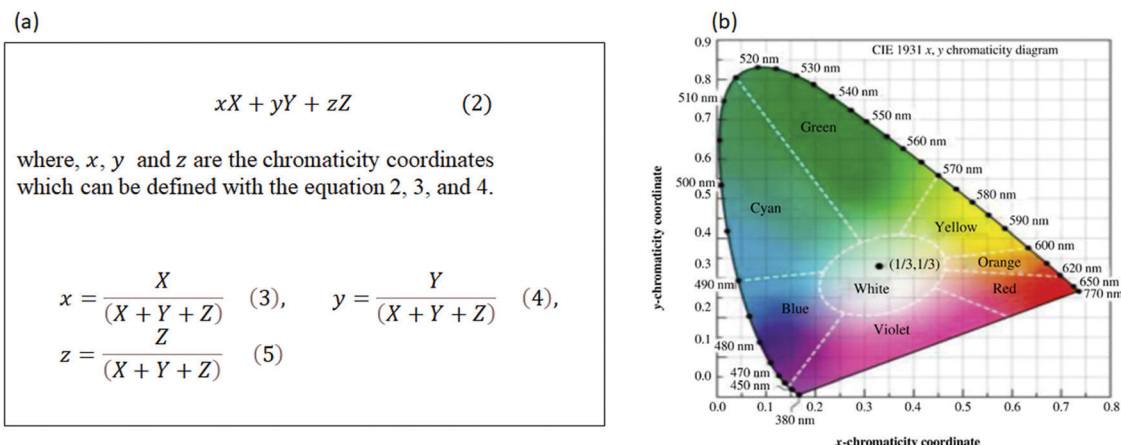 (a)
xX + yY + zZ (2)
where, x, y and z are the chromaticity coordinates
which can be defined with the equation 2, 3, and 4.
x = X / (X + Y + Z) (3), y = Y / (X + Y + Z) (4),
z = Z / (X + Y + Z) (5)
(b)
CIE 1931 x, y chromaticity diagram
y-chromaticity coordinate
0.9
0.8
0.7
0.6
0.5
0.4
0.3
0.2
0.1
0.0
520 nm
530 nm
510 nm
540 nm
550 nm
560 nm
570 nm
500 nm
580 nm
590 nm
600 nm
620 nm
650 nm
770 nm
490 nm
480 nm
470 nm
450 nm
380 nm
Green
Cyan
Yellow
Orange
(1/3,1/3)
White
Red
Blue
Violet
0.0 0.1 0.2 0.3 0.4 0.5 0.6 0.7 0.8
x-chromaticity coordinate